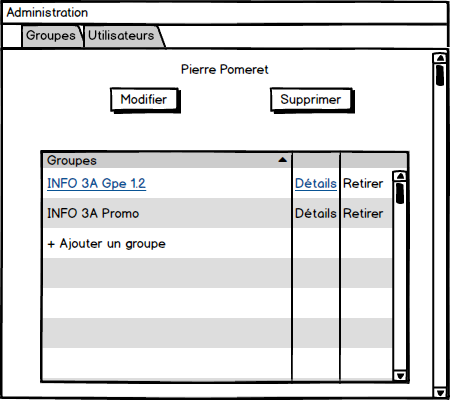 Administration
Groupes Utilisateurs
Pierre Pomeret
Modifier Supprimer
Groupes
INFO 3A Gpe 1.2 Détails Retirer
INFO 3A Promo Détails Retirer
+ Ajouter un groupe